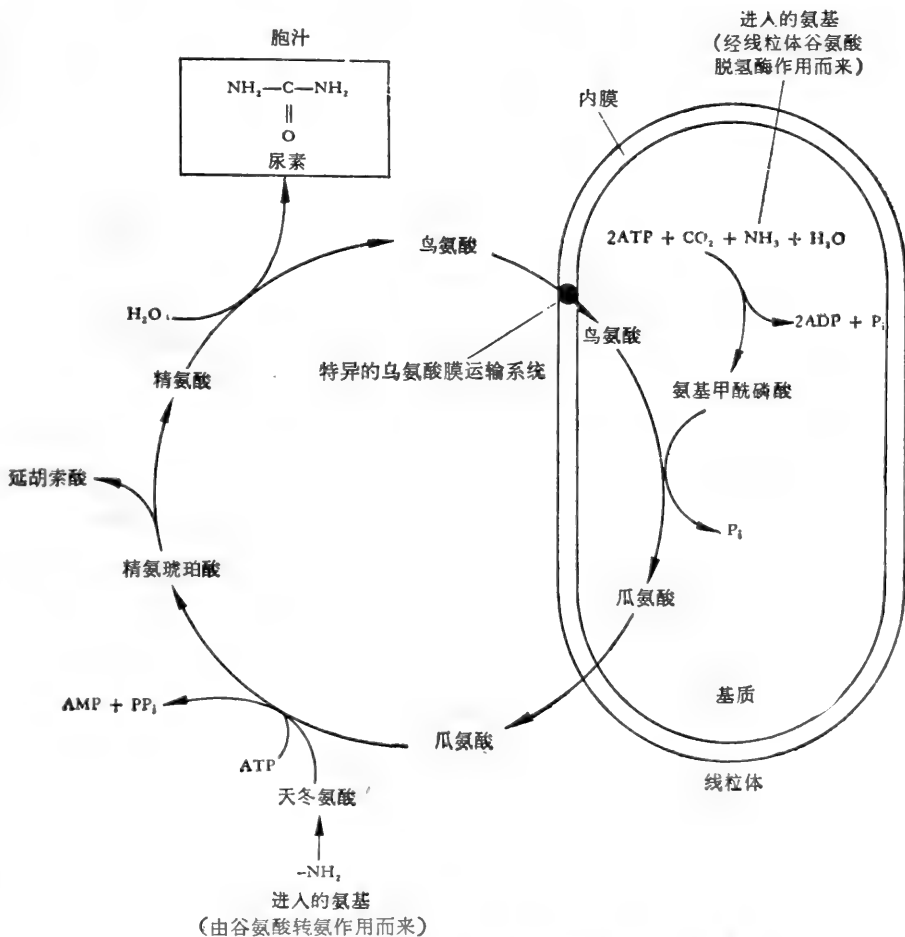 进入的氨基
(经线粒体谷氨酸
脱氢酶作用而来)
胞汁
NH₂—C—NH₂
||
O
尿素
内膜
2ATP + CO₂ + NH₃ + H₂O
鸟氨酸
H₂O
2ADP + Pᵢ
鸟氨酸
特异的鸟氨酸膜运输系统
精氨酸
氨基甲酰磷酸
延胡索酸
Pᵢ
精氨琥珀酸
瓜氨酸
基质
AMP + PPᵢ
瓜氨酸
ATP
线粒体
天冬氨酸
-NH₂
进入的氨基
(由谷氨酸转氨作用而来)